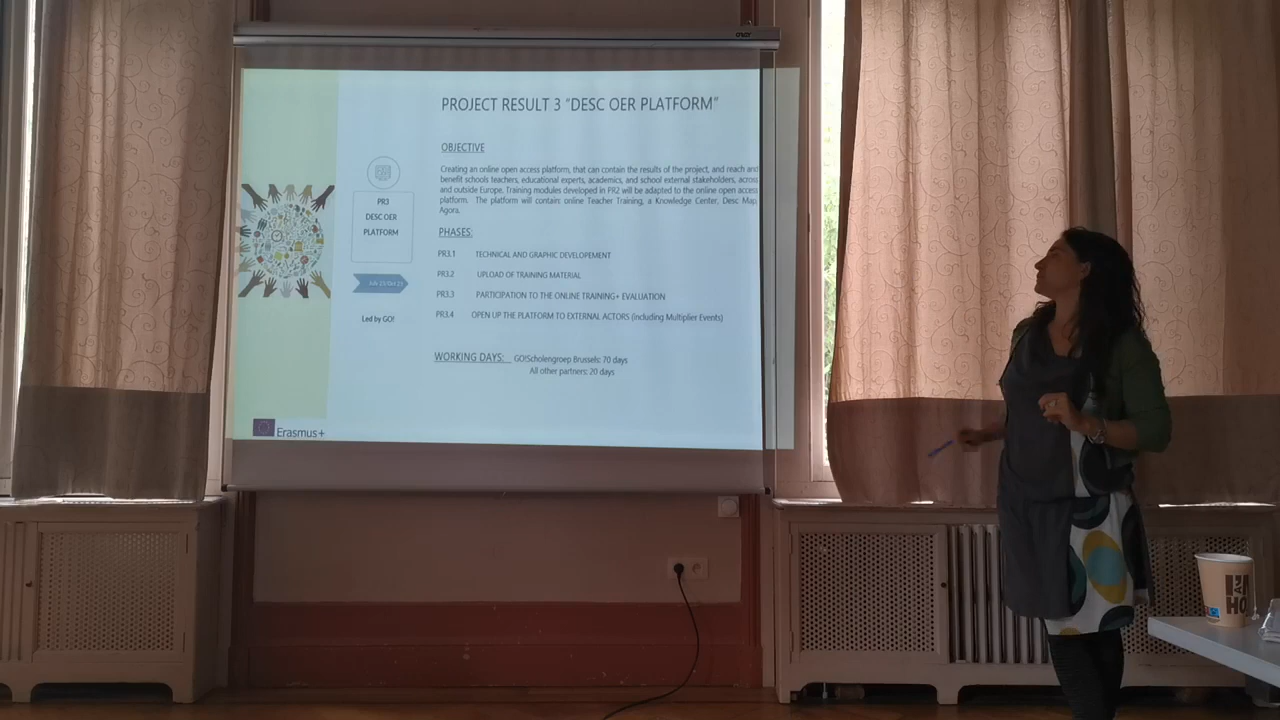 PROJECT RESULT 3 "DESC OER PLATFORM"
OBJECTIVE
Creating an online open access platform, that can contain the results of the project, and reach and
benefit schools teachers, educational experts, academics, and school external stakeholders, across
and outside Europe. Training modules developed in PR2 will be adapted to the online open access
platform. The platform will contain: online Teacher Training, a Knowledge Center, Desc Map,
Agora.
PHASES:
PR3.1 TECHNICAL AND GRAPHIC DEVELOPEMENT
PR3.2 UPLOAD OF TRAINING MATERIAL
PR3.3 PARTICIPATION TO THE ONLINE TRAINING+ EVALUATION
PR3.4 OPEN UP THE PLATFORM TO EXTERNAL ACTORS (including Multiplier Events)
WORKING DAYS: GO!Scholengroep Brussels: 70 days
All other partners: 20 days
PR3
DESC OER
PLATFORM
Led by GO!
Erasmus+